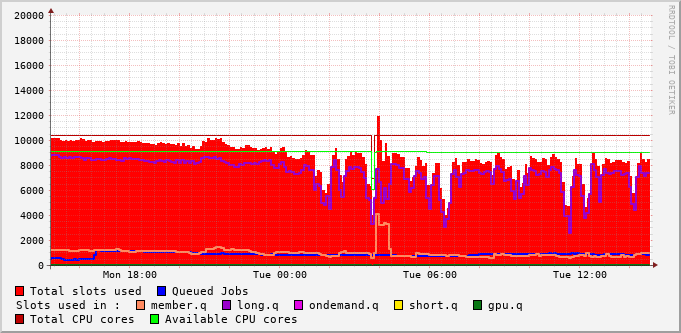 20000
18000
16000
14000
12000
10000
8000
6000
4000
2000
0
Mon 18:00 Tue 00:00 Tue 06:00 Tue 12:00
RRDTOOL / TOBI OETIKER
Total slots used Queued Jobs
Slots used in : member.q long.q ondemand.q short.q gpu.q
Total CPU cores Available CPU cores